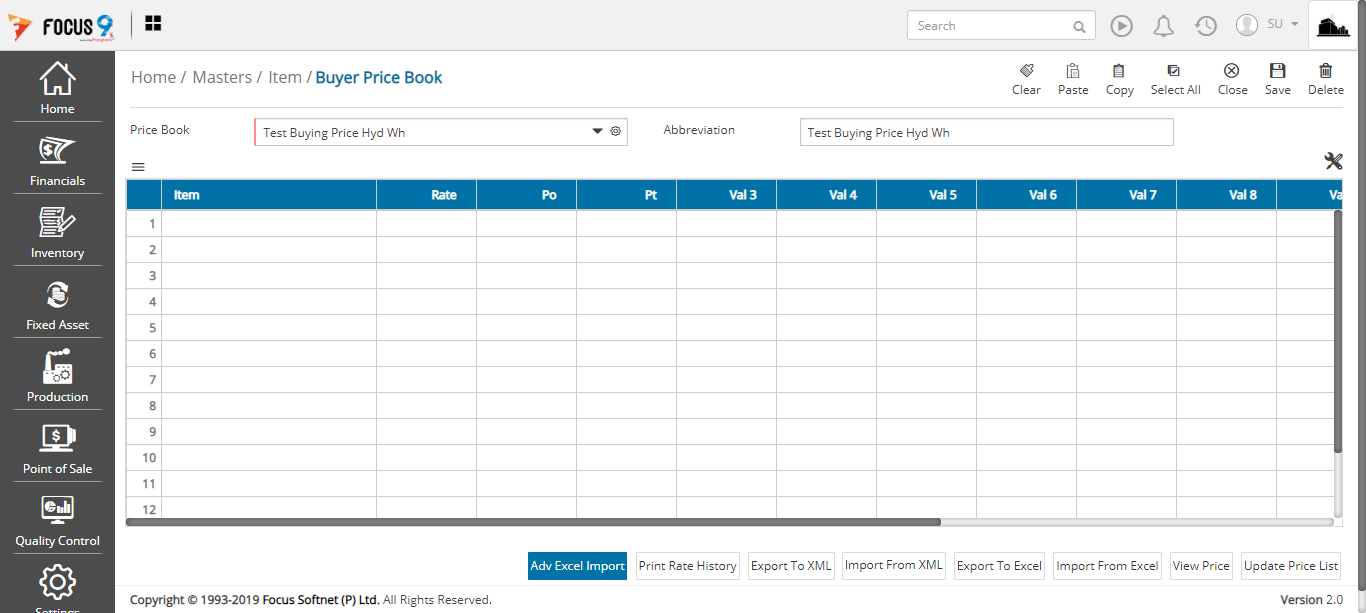 FOCUS 9
Search
SU
Home
Financials
Inventory
Fixed Asset
Production
Point of Sale
Quality Control
Settings
Home / Masters / Item / Buyer Price Book
Clear Paste Copy Select All Close Save Delete
Price Book Test Buying Price Hyd Wh Abbreviation Test Buying Price Hyd Wh
Item Rate Po Pt Val 3 Val 4 Val 5 Val 6 Val 7 Val 8 Va
1
2
3
4
5
6
7
8
9
10
11
12
Adv Excel Import Print Rate History Export To XML Import From XML Export To Excel Import From Excel View Price Update Price List
Copyright © 1993-2019 Focus Softnet (P) Ltd. All Rights Reserved. Version 2.0